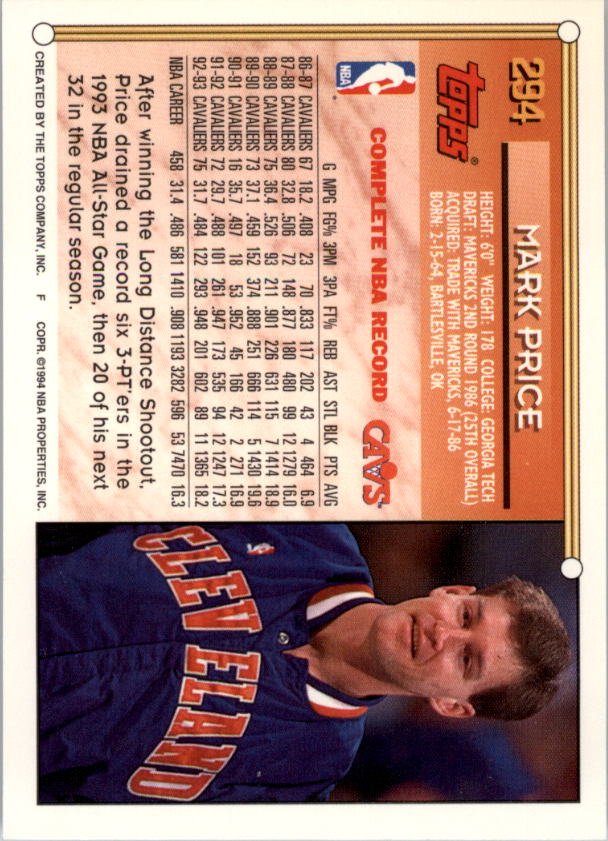 294
MARK PRICE
TOPPS®
HEIGHT: 6'0" WEIGHT: 178 COLLEGE: GEORGIA TECH
DRAFT: MAVERICKS 2ND ROUND 1986 (25TH OVERALL)
ACQUIRED: TRADE WITH MAVERICKS, 6-17-86
BORN: 2-15-64, BARTLESVILLE, OK
NBA
COMPLETE NBA RECORD
CAVS
G MPG FG% 3PM 3PA FT% REB AST STL BLK PTS AVG
86-87 CAVALIERS 67 18.2 .408 23 70 .833 117 202 43 4 464 6.9
87-88 CAVALIERS 80 32.8 .506 72 148 .877 180 480 99 12 1279 16.0
88-89 CAVALIERS 75 36.4 .526 93 211 .901 226 631 115 7 1414 18.9
89-90 CAVALIERS 73 37.1 .459 152 374 .888 251 666 114 5 1430 19.6
90-91 CAVALIERS 16 35.7 .497 18 53 .952 45 166 42 2 271 16.9
91-92 CAVALIERS 72 29.7 .488 101 261 .947 173 535 94 12 1247 17.3
92-93 CAVALIERS 75 31.7 .484 122 293 .948 201 602 89 11 1365 18.2
NBA CAREER 458 31.4 .486 581 1410 .908 1193 3282 596 53 7470 16.3
After winning the Long Distance Shootout,
Price drained a record six 3-PT'ers in the
1993 NBA All-Star Game, then 20 of his next
32 in the regular season.
CREATED BY THE TOPPS COMPANY, INC. F COPR. ©1994 NBA PROPERTIES, INC.
CLEVELAND